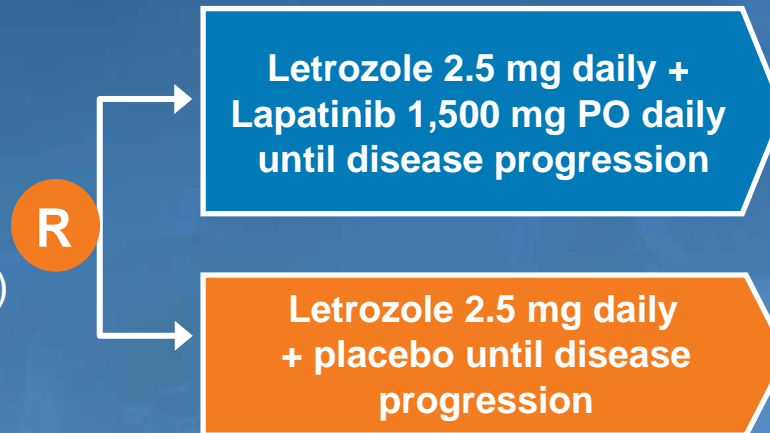 Letrozole 2.5 mg daily +
Lapatinib 1,500 mg PO daily
until disease progression
R
Letrozole 2.5 mg daily
+ placebo until disease
progression